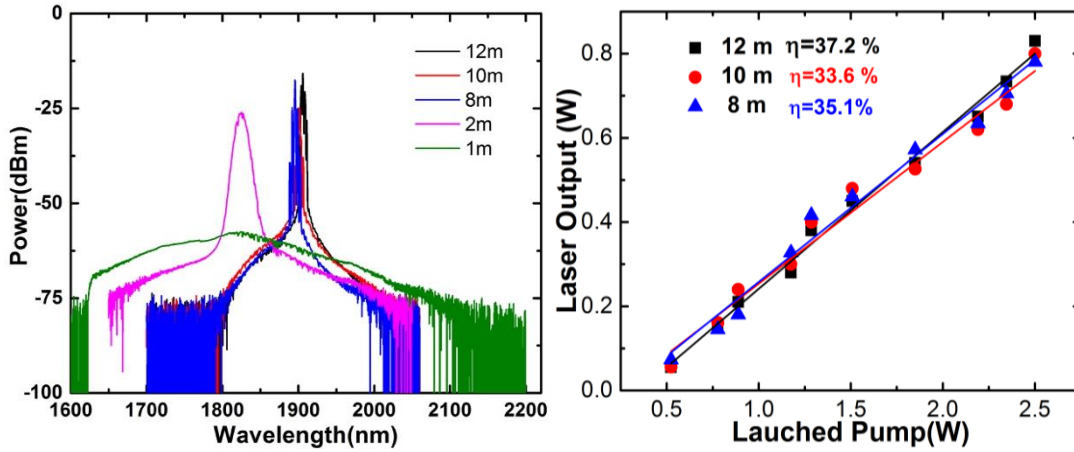 0
-25
-50
-75
-100
Power(dBm)
12m
10m
8m
2m
1m
1600 1700 1800 1900 2000 2100 2200
Wavelength(nm)
0.8
0.6
0.4
0.2
0.0
Laser Output (W)
12 m η=37.2 %
10 m η=33.6 %
8 m η=35.1%
0.5 1.0 1.5 2.0 2.5
Lauched Pump(W)